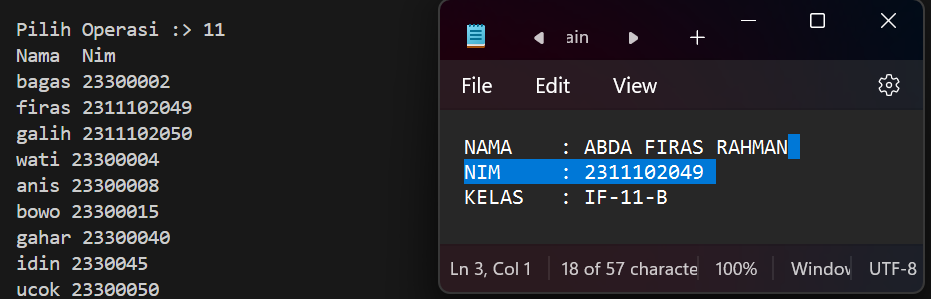 Pilih Operasi :> 11
Nama  Nim
bagas 23300002
firas 2311102049
galih 2311102050
wati 23300004
anis 23300008
bowo 23300015
gahar 23300040
idin 2330045
ucok 23300050
ain
File Edit View
NAMA    : ABDA FIRAS RAHMAN
NIM     : 2311102049
KELAS   : IF-11-B
Ln 3, Col 1 18 of 57 characte 100% Window UTF-8